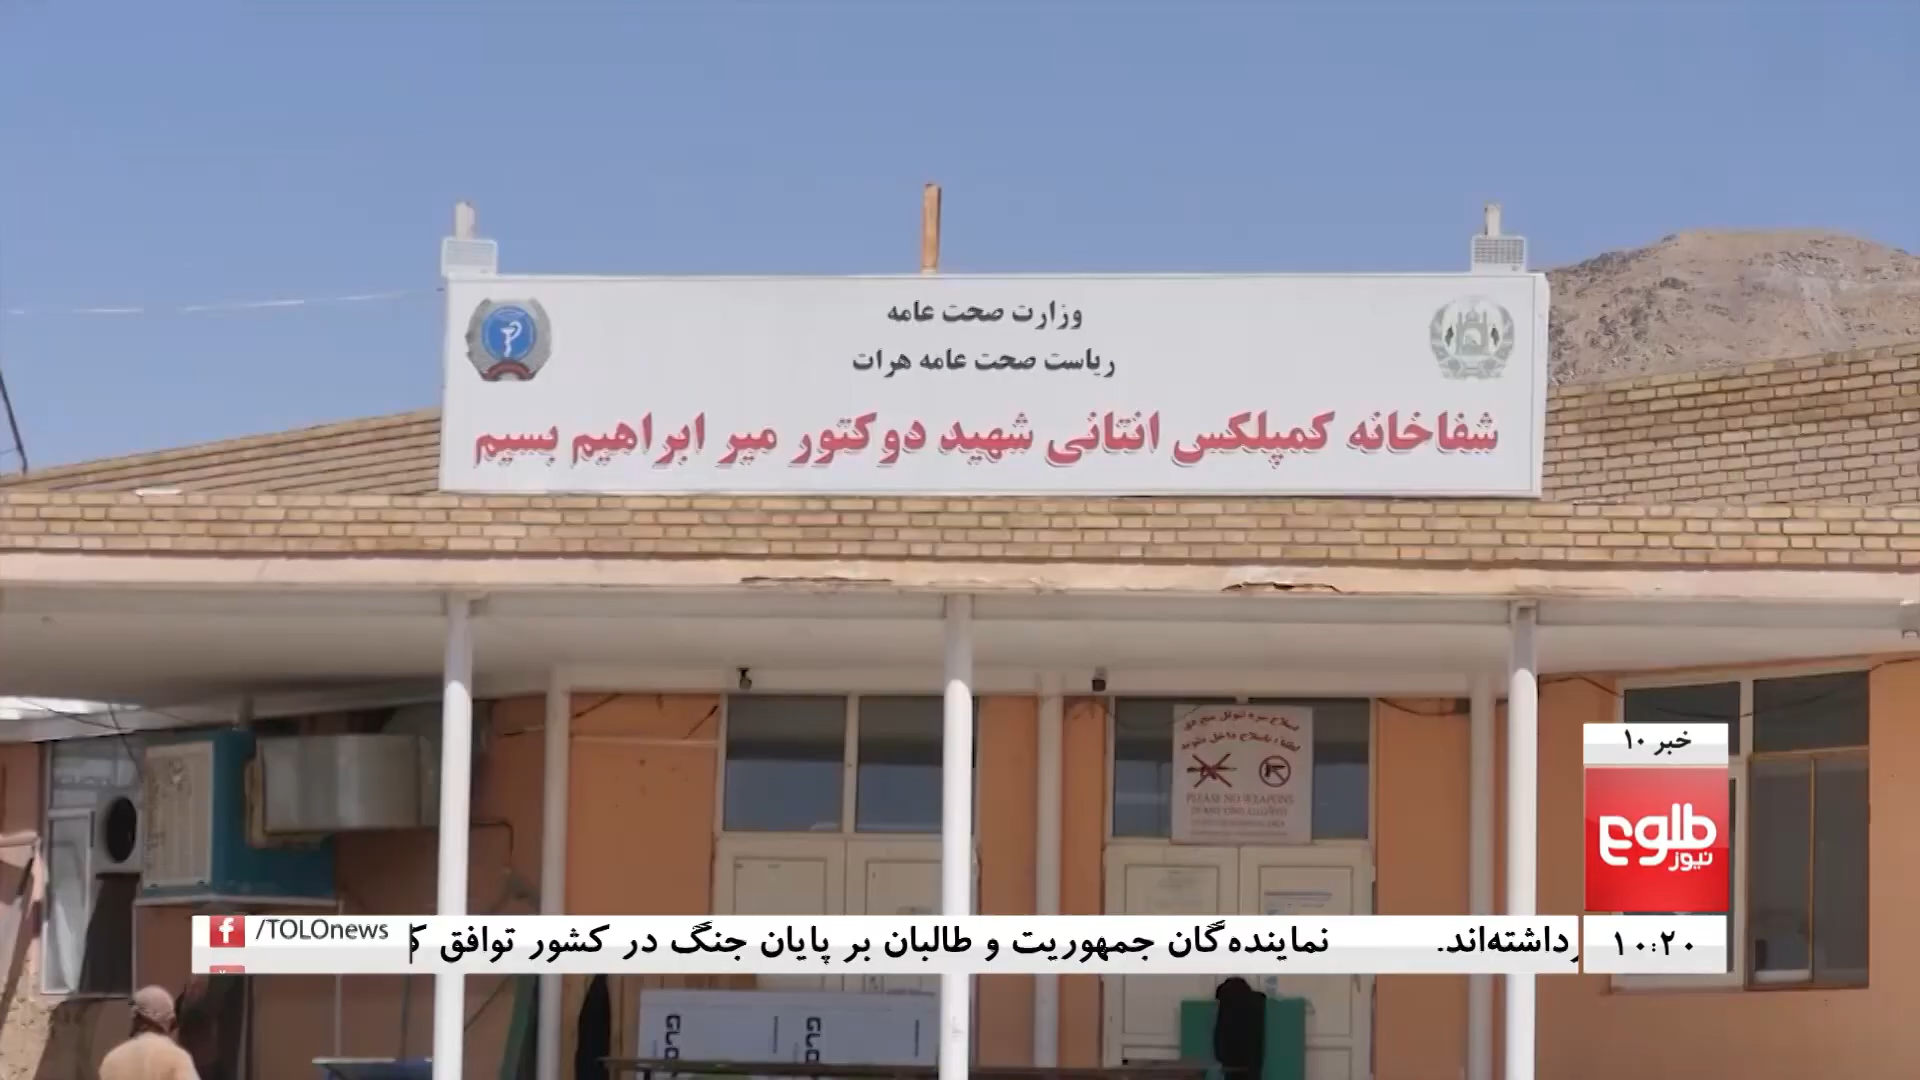 وزارت صحت عامه
ریاست صحت عامه هرات
شفاخانه کمپلکس انتانی شهید دوکتور میر ابراهیم بسیم
PLEASE NO WEAPONS
خبر ۱۰
طلوع
نیوز
۱۰:۲۰
داشته‌اند. نماینده‌گان جمهوریت و طالبان بر پایان جنگ در کشور توافق
/TOLOnews